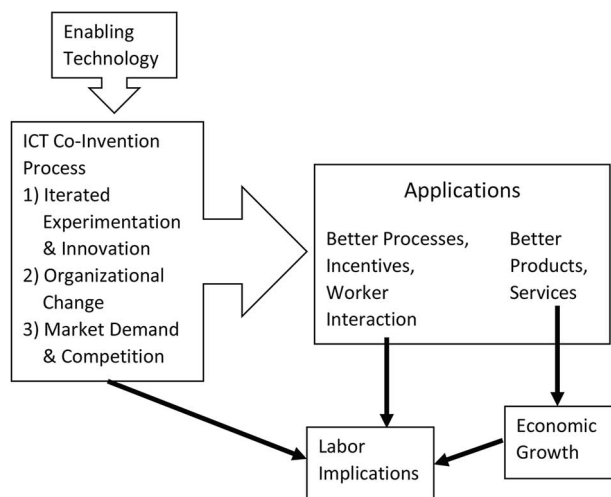 Enabling
Technology
ICT Co-Invention
Process
1) Iterated
Experimentation
& Innovation
2) Organizational
Change
3) Market Demand
& Competition
Applications
Better Processes,
Incentives,
Worker
Interaction
Better
Products,
Services
Labor
Implications
Economic
Growth